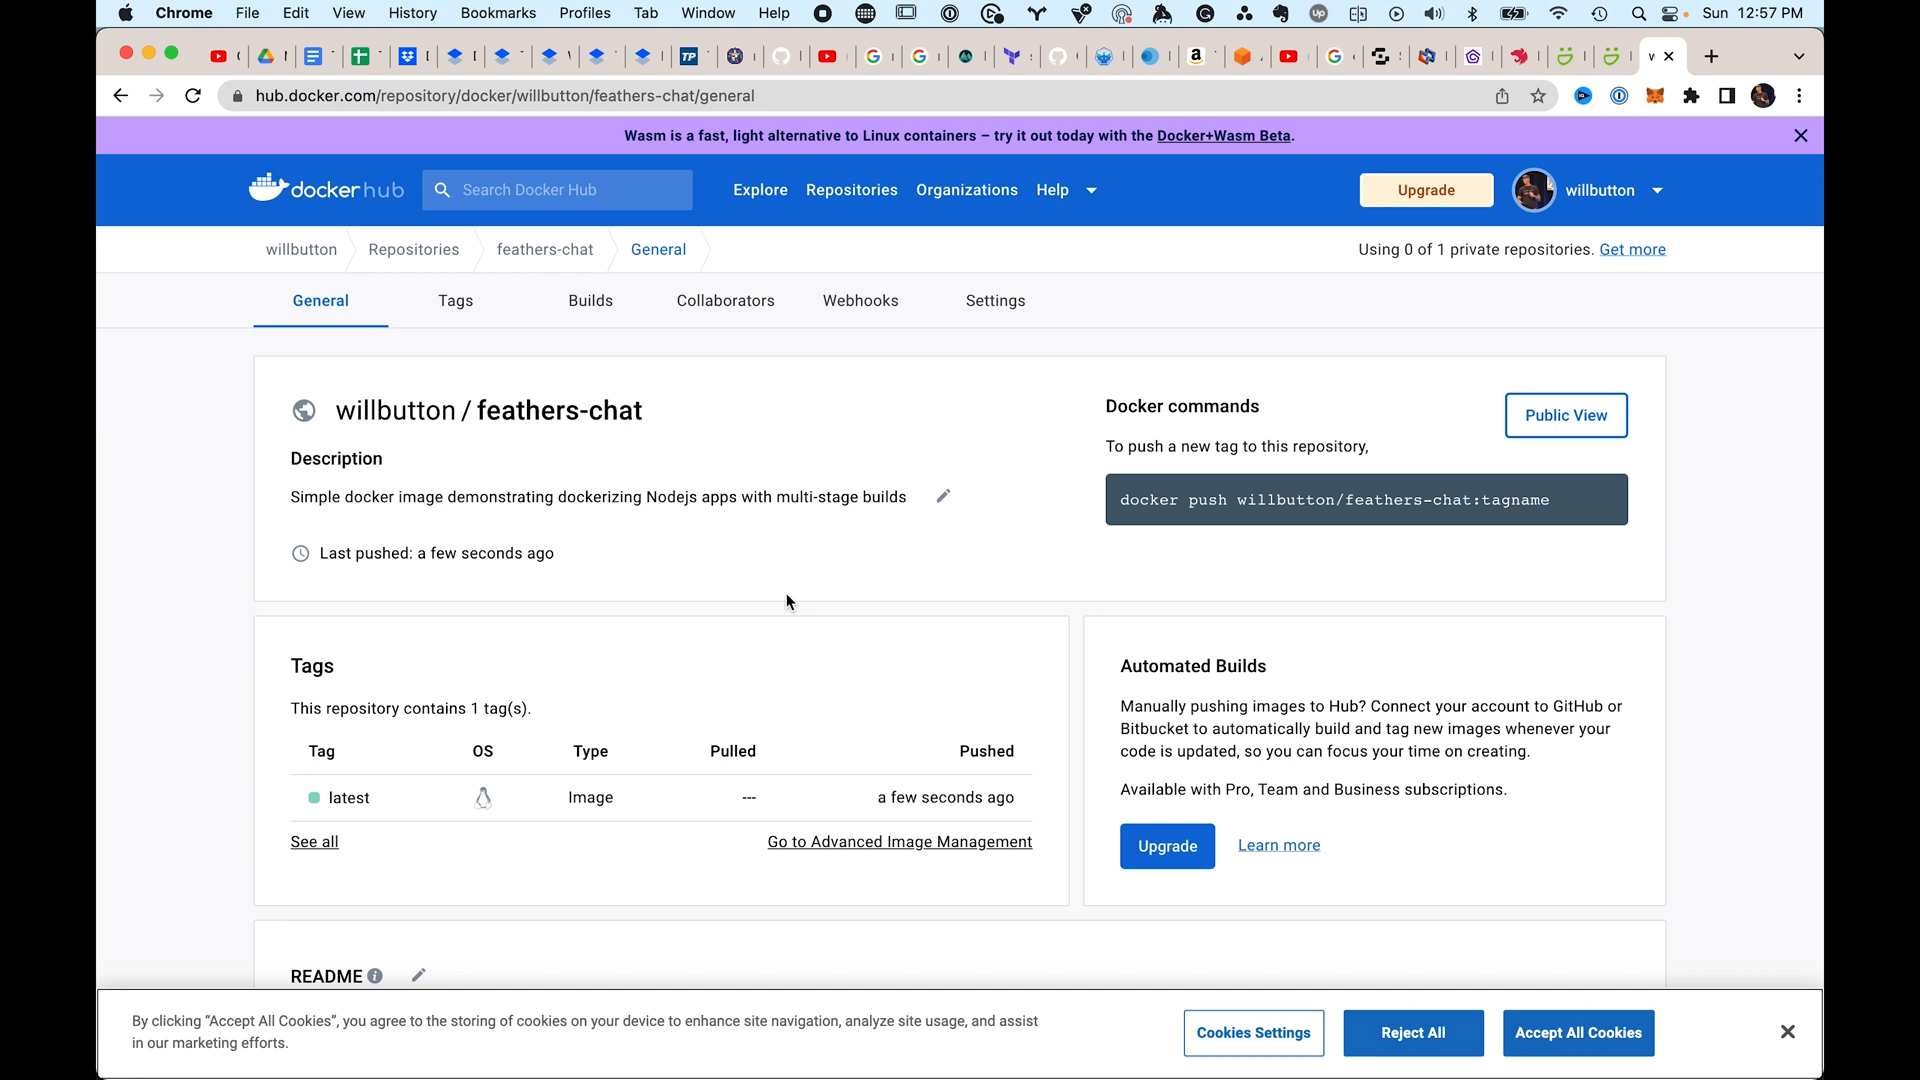 Chrome File Edit View History Bookmarks Profiles Tab Window Help Sun 12:57 PM
hub.docker.com/repository/docker/willbutton/feathers-chat/general
Wasm is a fast, light alternative to Linux containers – try it out today with the Docker+Wasm Beta.
dockerhub Search Docker Hub Explore Repositories Organizations Help Upgrade willbutton
willbutton Repositories feathers-chat General Using 0 of 1 private repositories. Get more
General Tags Builds Collaborators Webhooks Settings
willbutton / feathers-chat
Description
Simple docker image demonstrating dockerizing Nodejs apps with multi-stage builds
Last pushed: a few seconds ago
Docker commands
Public View
To push a new tag to this repository,
docker push willbutton/feathers-chat:tagname
Tags
This repository contains 1 tag(s).
Tag OS Type Pulled Pushed
latest Image --- a few seconds ago
See all Go to Advanced Image Management
Automated Builds
Manually pushing images to Hub? Connect your account to GitHub or
Bitbucket to automatically build and tag new images whenever your
code is updated, so you can focus your time on creating.
Available with Pro, Team and Business subscriptions.
Upgrade Learn more
README
By clicking “Accept All Cookies”, you agree to the storing of cookies on your device to enhance site navigation, analyze site usage, and assist
in our marketing efforts.
Cookies Settings Reject All Accept All Cookies